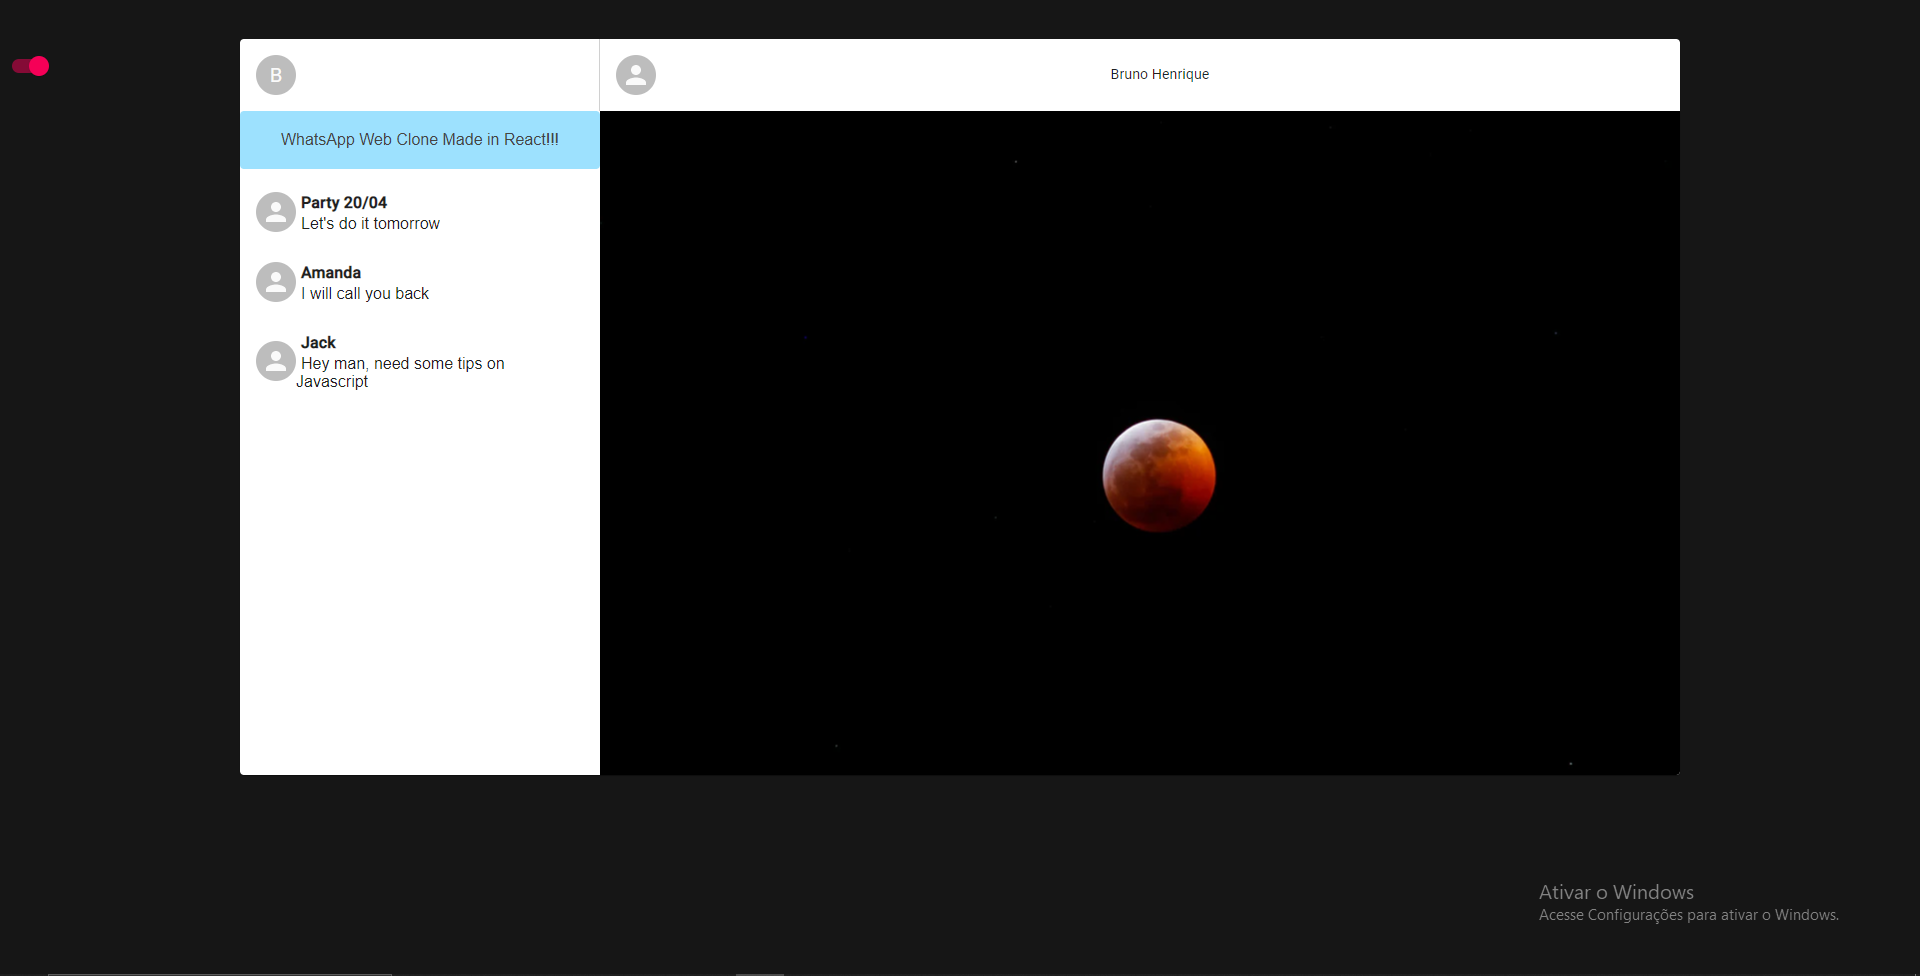 B
Bruno Henrique
WhatsApp Web Clone Made in React!!!
Party 20/04
Let's do it tomorrow
Amanda
I will call you back
Jack
Hey man, need some tips on
Javascript
Ativar o Windows
Acesse Configurações para ativar o Windows.